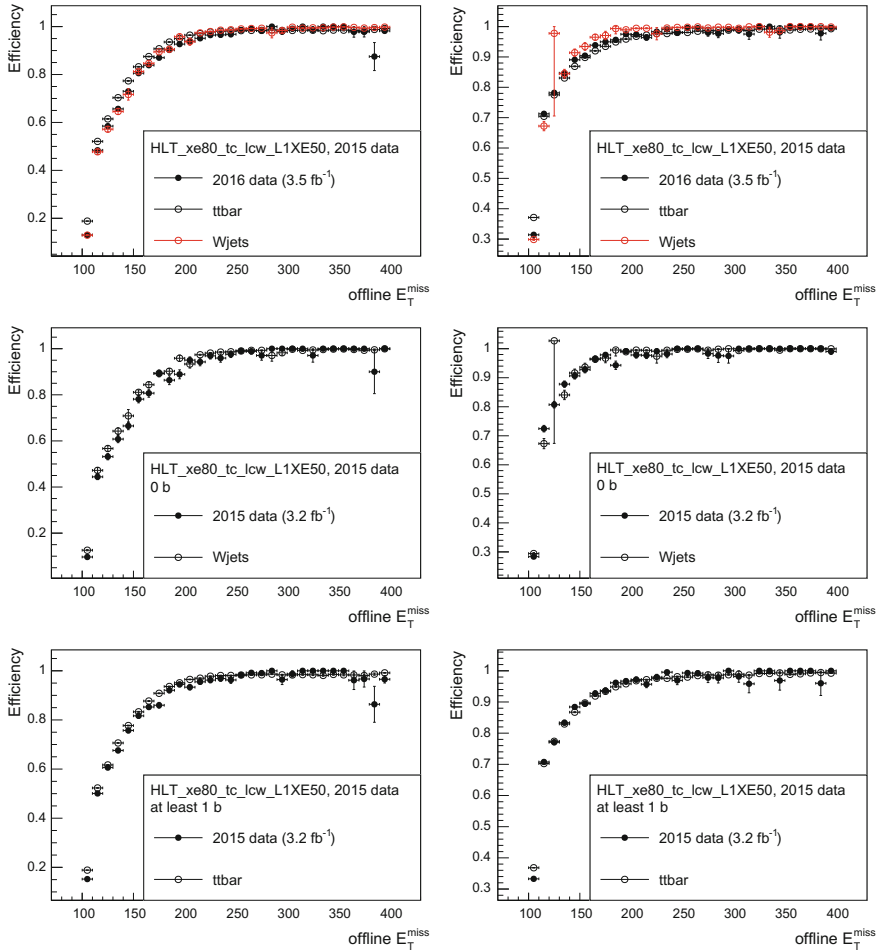 Efficiency
1
0.8
0.6
0.4
0.2
HLT_xe80_tc_lcw_L1XE50, 2015 data
2016 data (3.5 fb⁻¹)
ttbar
Wjets
100 150 200 250 300 350 400
offline E_T^miss
Efficiency
1
0.9
0.8
0.7
0.6
0.5
0.4
0.3
HLT_xe80_tc_lcw_L1XE50, 2015 data
2016 data (3.5 fb⁻¹)
ttbar
Wjets
100 150 200 250 300 350 400
offline E_T^miss
Efficiency
1
0.8
0.6
0.4
0.2
HLT_xe80_tc_lcw_L1XE50, 2015 data
0 b
2015 data (3.2 fb⁻¹)
Wjets
100 150 200 250 300 350 400
offline E_T^miss
Efficiency
1
0.9
0.8
0.7
0.6
0.5
0.4
0.3
HLT_xe80_tc_lcw_L1XE50, 2015 data
0 b
2015 data (3.2 fb⁻¹)
Wjets
100 150 200 250 300 350 400
offline E_T^miss
Efficiency
1
0.8
0.6
0.4
0.2
HLT_xe80_tc_lcw_L1XE50, 2015 data
at least 1 b
2015 data (3.2 fb⁻¹)
ttbar
100 150 200 250 300 350 400
offline E_T^miss
Efficiency
1
0.9
0.8
0.7
0.6
0.5
0.4
0.3
HLT_xe80_tc_lcw_L1XE50, 2015 data
at least 1 b
2015 data (3.2 fb⁻¹)
ttbar
100 150 200 250 300 350 400
offline E_T^miss